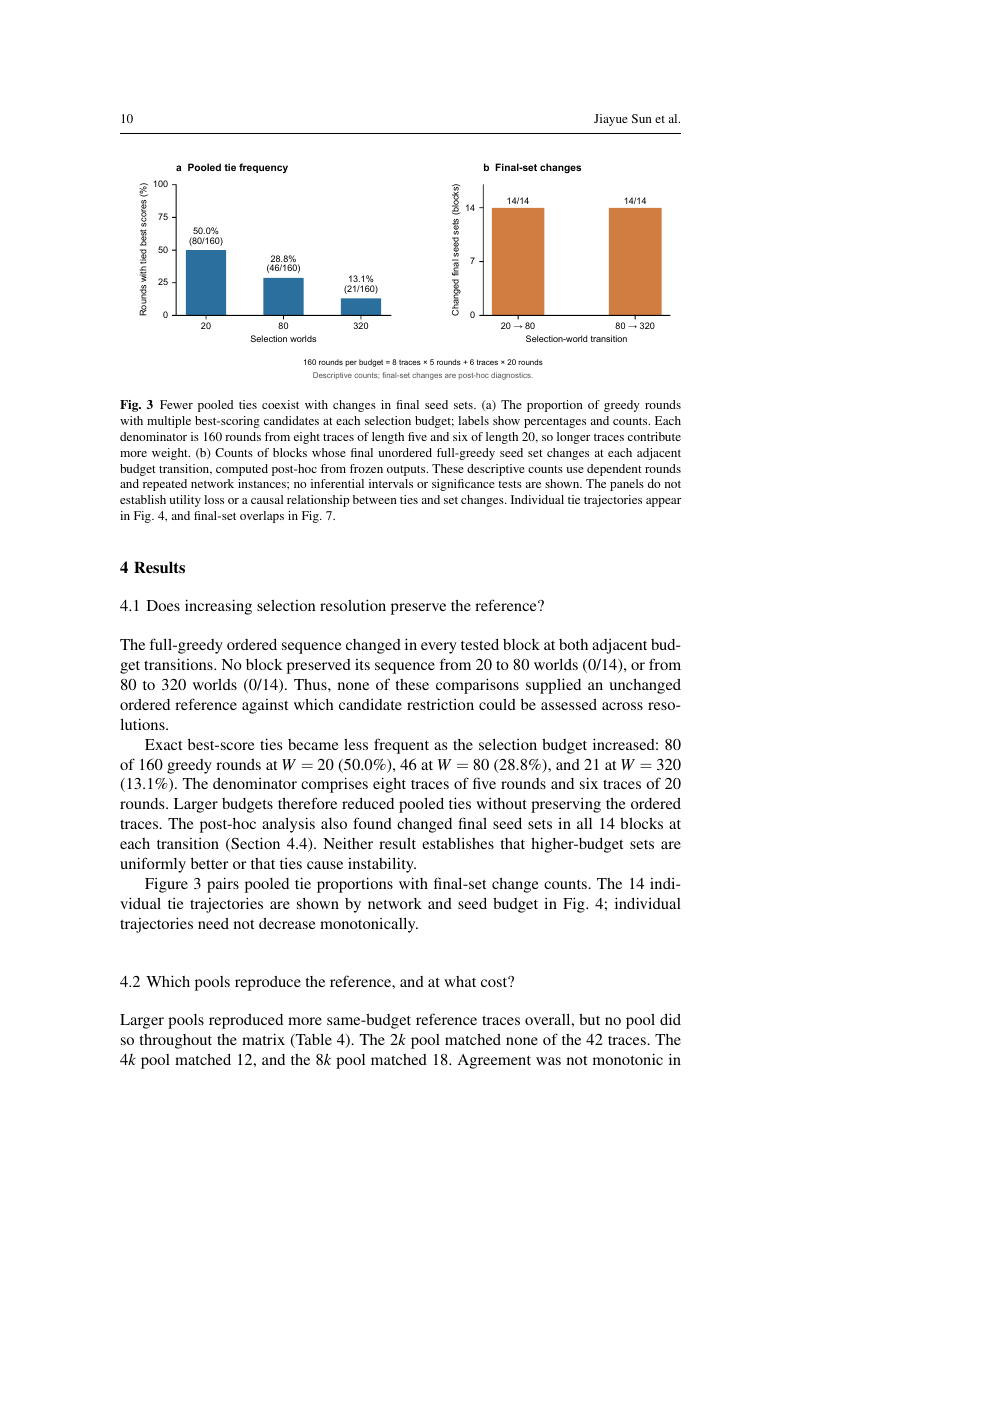 10
Jiayue Sun et al.
a Pooled tie frequency
Rounds with tied best scores (%)
100
75
50
25
0
50.0%
(80/160)
28.8%
(46/160)
13.1%
(21/160)
20
80
320
Selection worlds
b Final-set changes
Changed final seed sets (blocks)
14
7
0
14/14
14/14
20 → 80
80 → 320
Selection-world transition
160 rounds per budget = 8 traces × 5 rounds + 6 traces × 20 rounds
Descriptive counts; final-set changes are post-hoc diagnostics.
Fig. 3 Fewer pooled ties coexist with changes in final seed sets. (a) The proportion of greedy rounds
with multiple best-scoring candidates at each selection budget; labels show percentages and counts. Each
denominator is 160 rounds from eight traces of length five and six of length 20, so longer traces contribute
more weight. (b) Counts of blocks whose final unordered full-greedy seed set changes at each adjacent
budget transition, computed post-hoc from frozen outputs. These descriptive counts use dependent rounds
and repeated network instances; no inferential intervals or significance tests are shown. The panels do not
establish utility loss or a causal relationship between ties and set changes. Individual tie trajectories appear
in Fig. 4, and final-set overlaps in Fig. 7.
4 Results
4.1 Does increasing selection resolution preserve the reference?
The full-greedy ordered sequence changed in every tested block at both adjacent bud-
get transitions. No block preserved its sequence from 20 to 80 worlds (0/14), or from
80 to 320 worlds (0/14). Thus, none of these comparisons supplied an unchanged
ordered reference against which candidate restriction could be assessed across reso-
lutions.
Exact best-score ties became less frequent as the selection budget increased: 80
of 160 greedy rounds at W = 20 (50.0%), 46 at W = 80 (28.8%), and 21 at W = 320
(13.1%). The denominator comprises eight traces of five rounds and six traces of 20
rounds. Larger budgets therefore reduced pooled ties without preserving the ordered
traces. The post-hoc analysis also found changed final seed sets in all 14 blocks at
each transition (Section 4.4). Neither result establishes that higher-budget sets are
uniformly better or that ties cause instability.
Figure 3 pairs pooled tie proportions with final-set change counts. The 14 indi-
vidual tie trajectories are shown by network and seed budget in Fig. 4; individual
trajectories need not decrease monotonically.
4.2 Which pools reproduce the reference, and at what cost?
Larger pools reproduced more same-budget reference traces overall, but no pool did
so throughout the matrix (Table 4). The 2k pool matched none of the 42 traces. The
4k pool matched 12, and the 8k pool matched 18. Agreement was not monotonic in